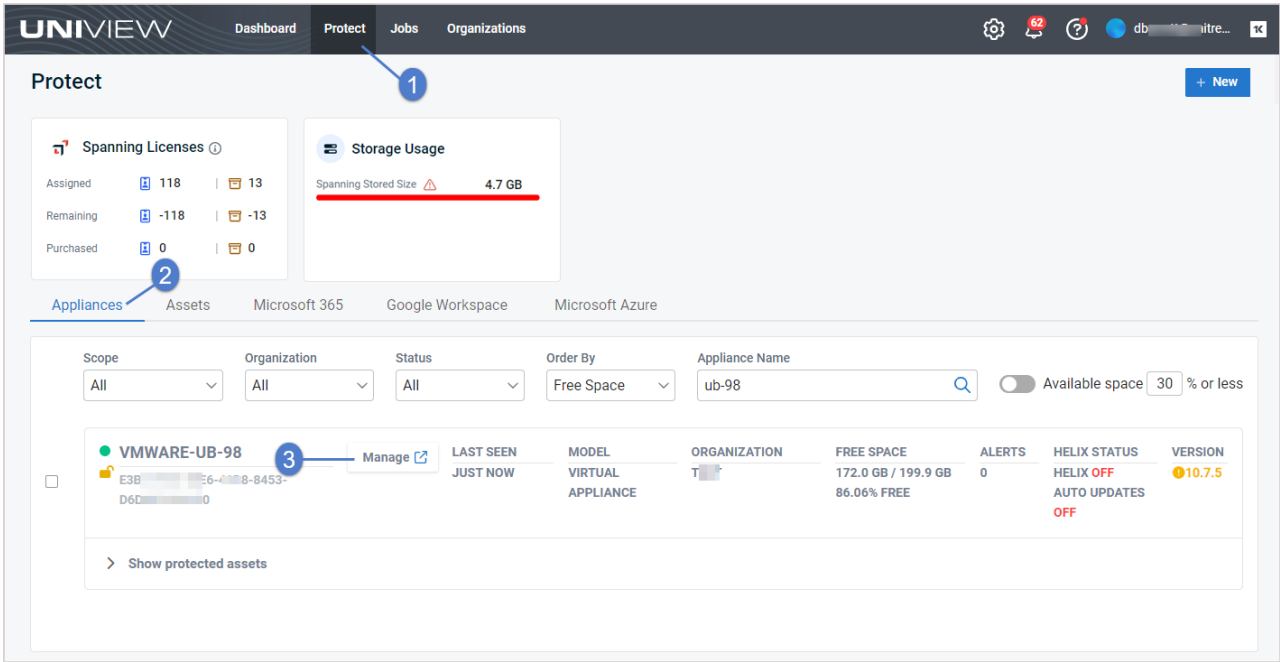 UNIVIEW Dashboard Protect Jobs Organizations 62
Protect
1
+ New
Spanning Licenses
Assigned 118 | 13
Remaining -118 | -13
Purchased 0 | 0
Storage Usage
Spanning Stored Size 4.7 GB
2
Appliances Assets Microsoft 365 Google Workspace Microsoft Azure
Scope Organization Status Order By Appliance Name
All All All Free Space ub-98 Available space 30 % or less
VMWARE-UB-98 3 Manage LAST SEEN MODEL ORGANIZATION FREE SPACE ALERTS HELIX STATUS VERSION
JUST NOW VIRTUAL 172.0 GB / 199.9 GB 0 HELIX OFF 10.7.5
APPLIANCE 86.06% FREE AUTO UPDATES
OFF
Show protected assets